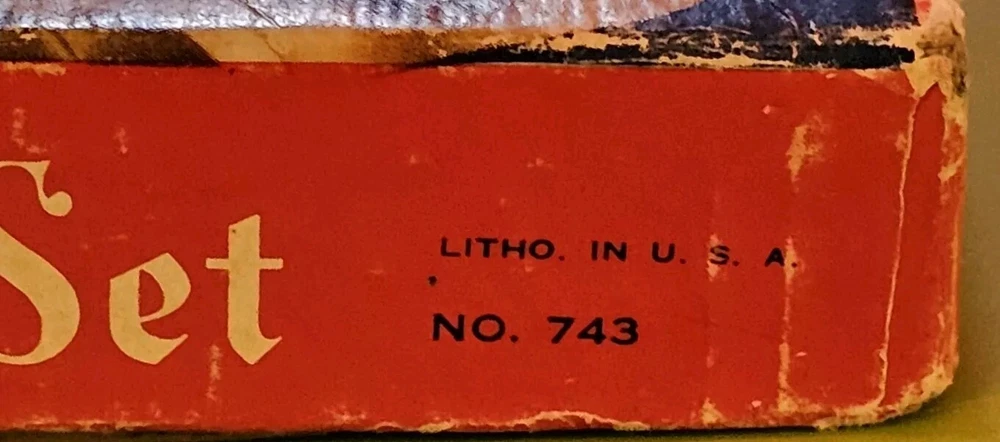 Set
LITHO. IN U. S. A.
NO. 743